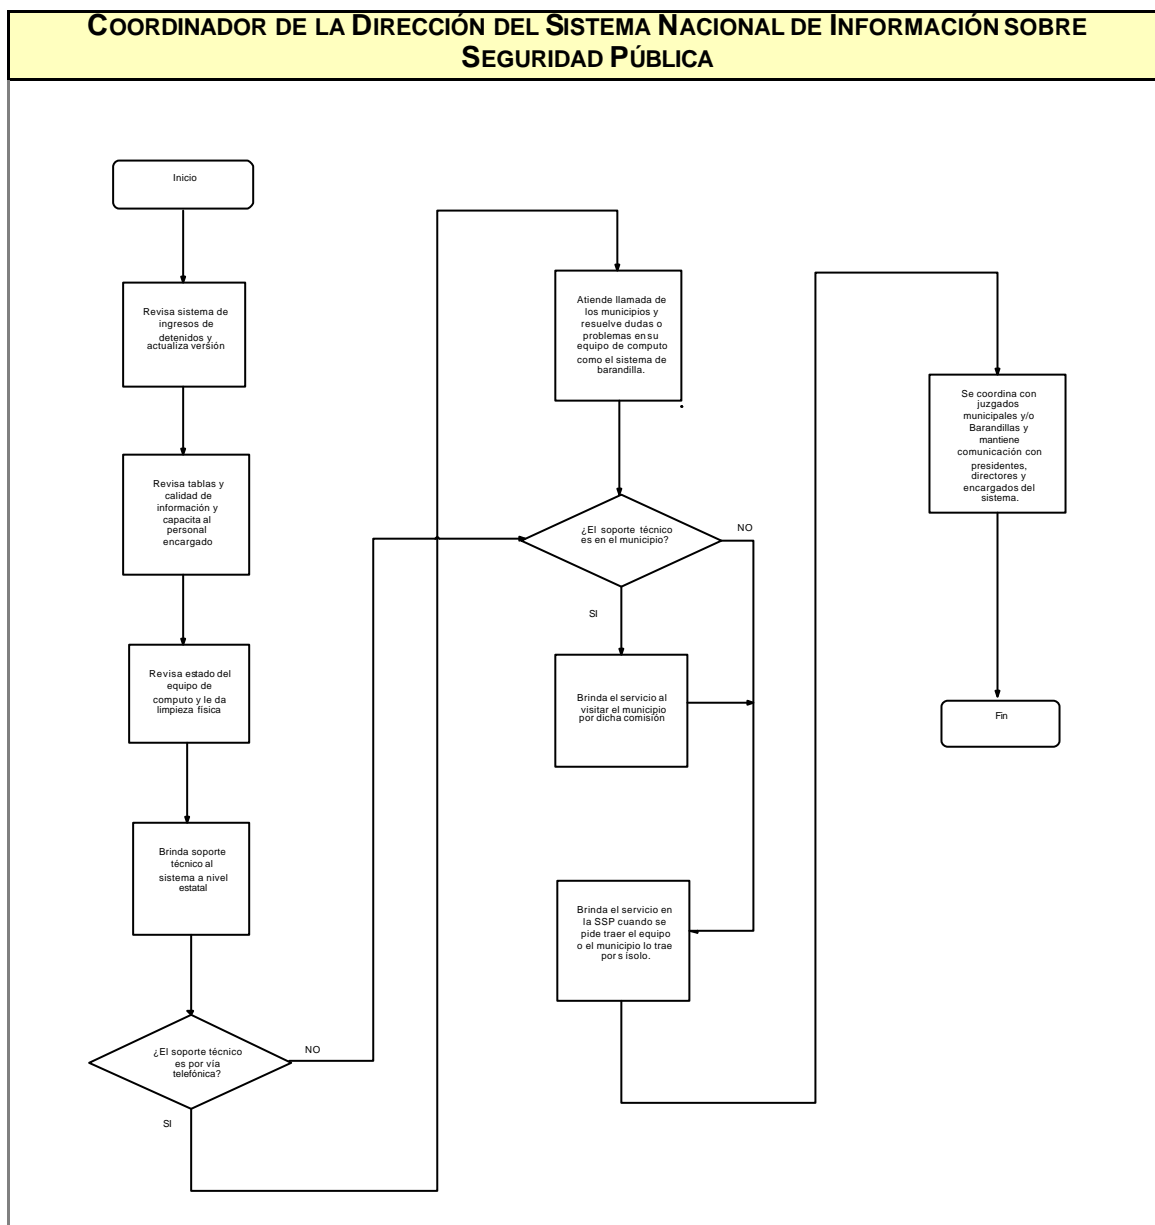 COORDINADOR DE LA DIRECCIÓN DEL SISTEMA NACIONAL DE INFORMACIÓN SOBRE
SEGURIDAD PÚBLICA
Inicio
Revisa sistema de
ingresos de
detenidos y
actualiza versión
Revisa tablas y
calidad de
información y
capacita al
personal
encargado
Revisa estado del
equipo de
computo y le da
limpieza física
Brinda soporte
técnico al
sistema a nivel
estatal
¿El soporte técnico
es por vía
telefónica?
NO
SI
Atiende llamada de
los municipios y
resuelve dudas o
problemas en su
equipo de computo
como el sistema de
barandilla.
¿El soporte técnico
es en el municipio?
NO
SI
Brinda el servicio al
visitar el municipio
por dicha comisión
Brinda el servicio en
la SSP cuando se
pide traer el equipo
o el municipio lo trae
por s ísolo.
Se coordina con
juzgados
municipales y/o
Barandillas y
mantiene
comunicación con
presidentes,
directores y
encargados del
sistema.
Fin